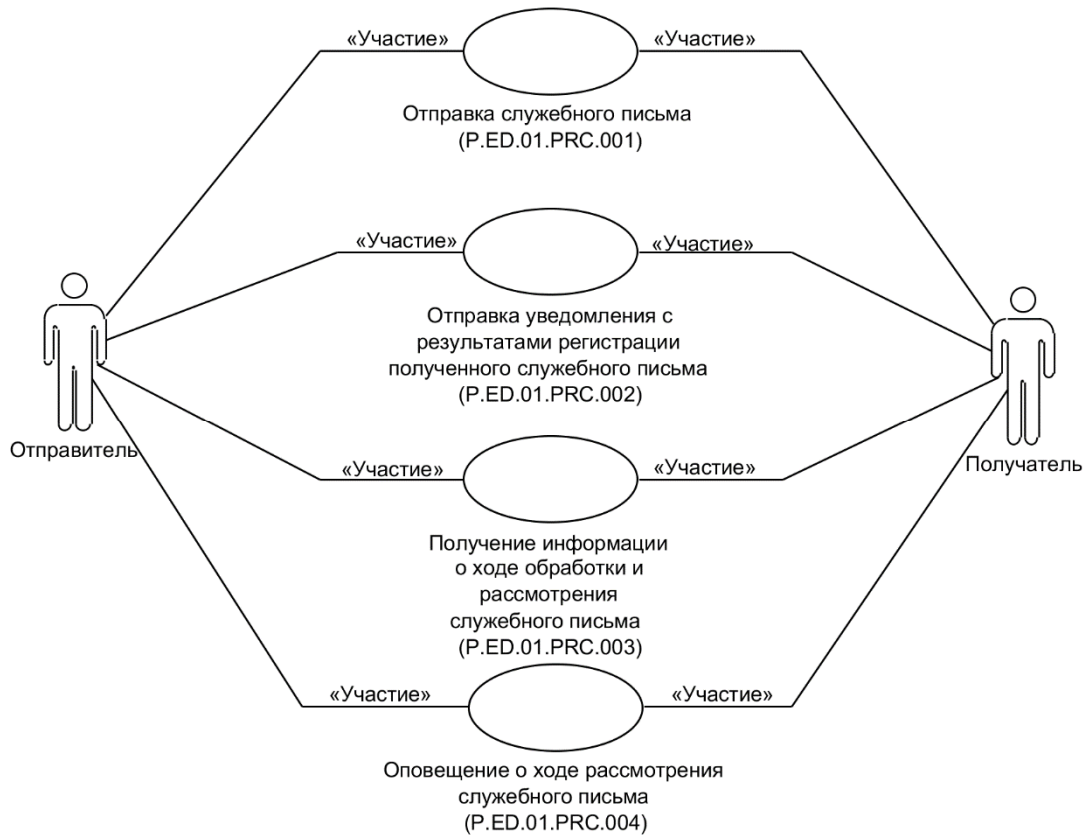 «Участие»
«Участие»
Отправка служебного письма
(P.ED.01.PRC.001)
«Участие»
«Участие»
Отправка уведомления с
результатами регистрации
полученного служебного письма
(P.ED.01.PRC.002)
Отправитель
Получатель
«Участие»
«Участие»
Получение информации
о ходе обработки и
рассмотрения
служебного письма
(P.ED.01.PRC.003)
«Участие»
«Участие»
Оповещение о ходе рассмотрения
служебного письма
(P.ED.01.PRC.004)